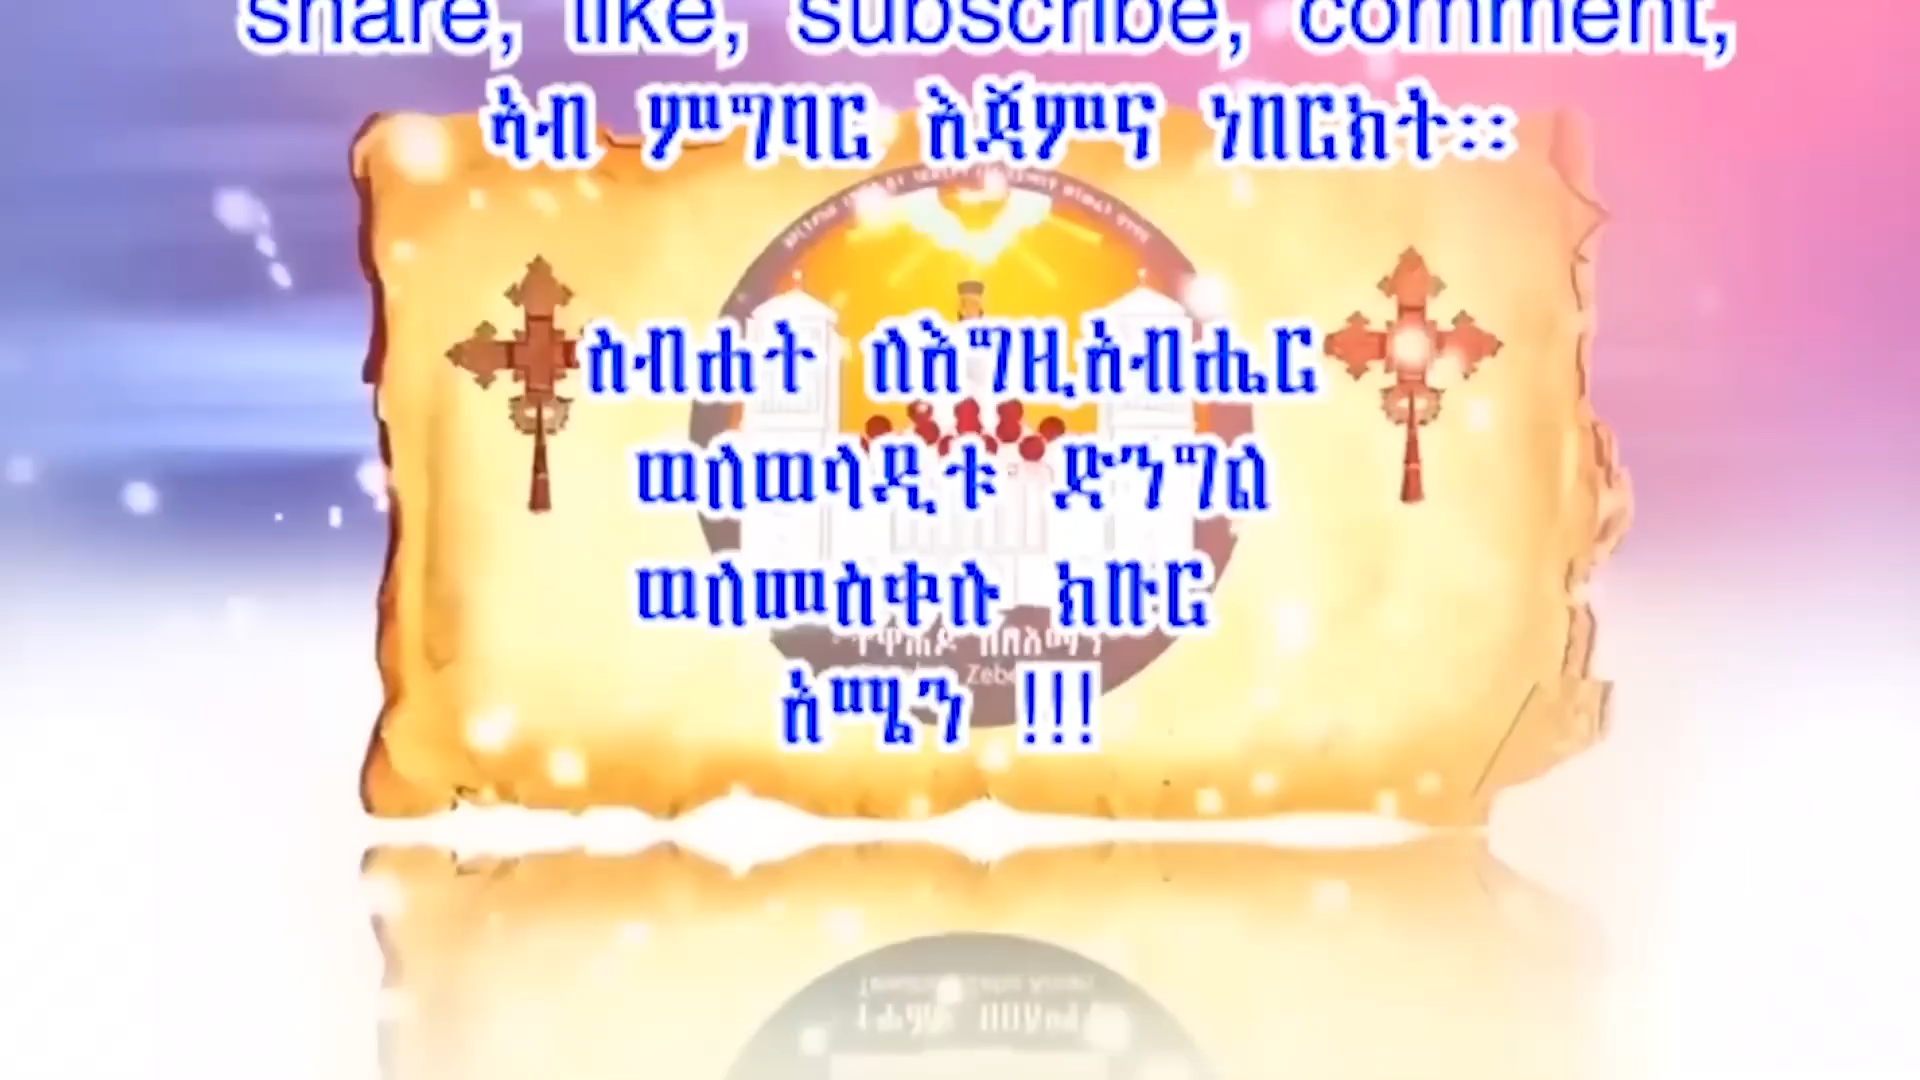 share, like, subscribe, comment,
ኣብ ምግባር እጃምና ነበርክት።
ስብሐት ለእግዚአብሔር
ወለወላዲቱ ድንግል
ወለመስቀሉ ክቡር
አሜን !!!